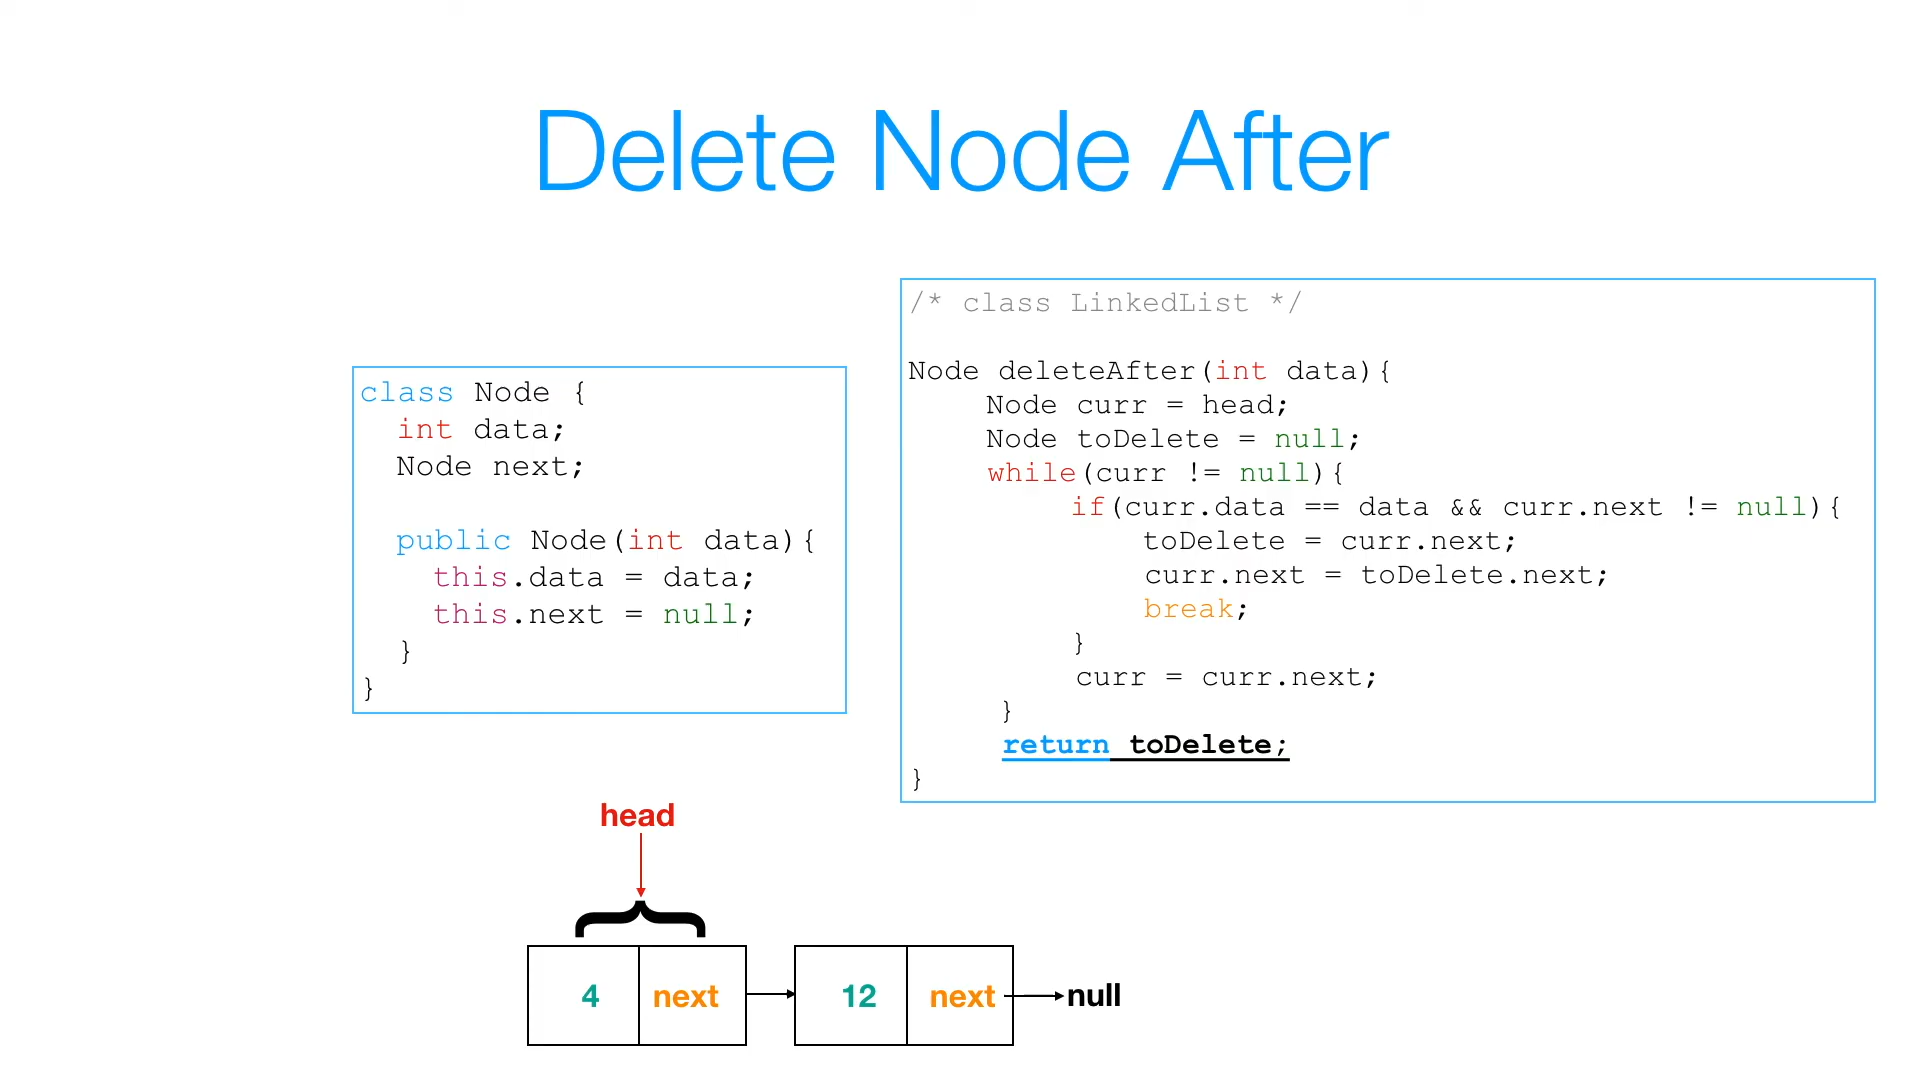 Delete Node After
class Node {
int data;
Node next;
public Node(int data){
this.data = data;
this.next = null;
}
}
/* class LinkedList */
Node deleteAfter(int data){
Node curr = head;
Node toDelete = null;
while(curr != null){
if(curr.data == data && curr.next != null){
toDelete = curr.next;
curr.next = toDelete.next;
break;
}
curr = curr.next;
}
return toDelete;
}
head
4 next 12 next null